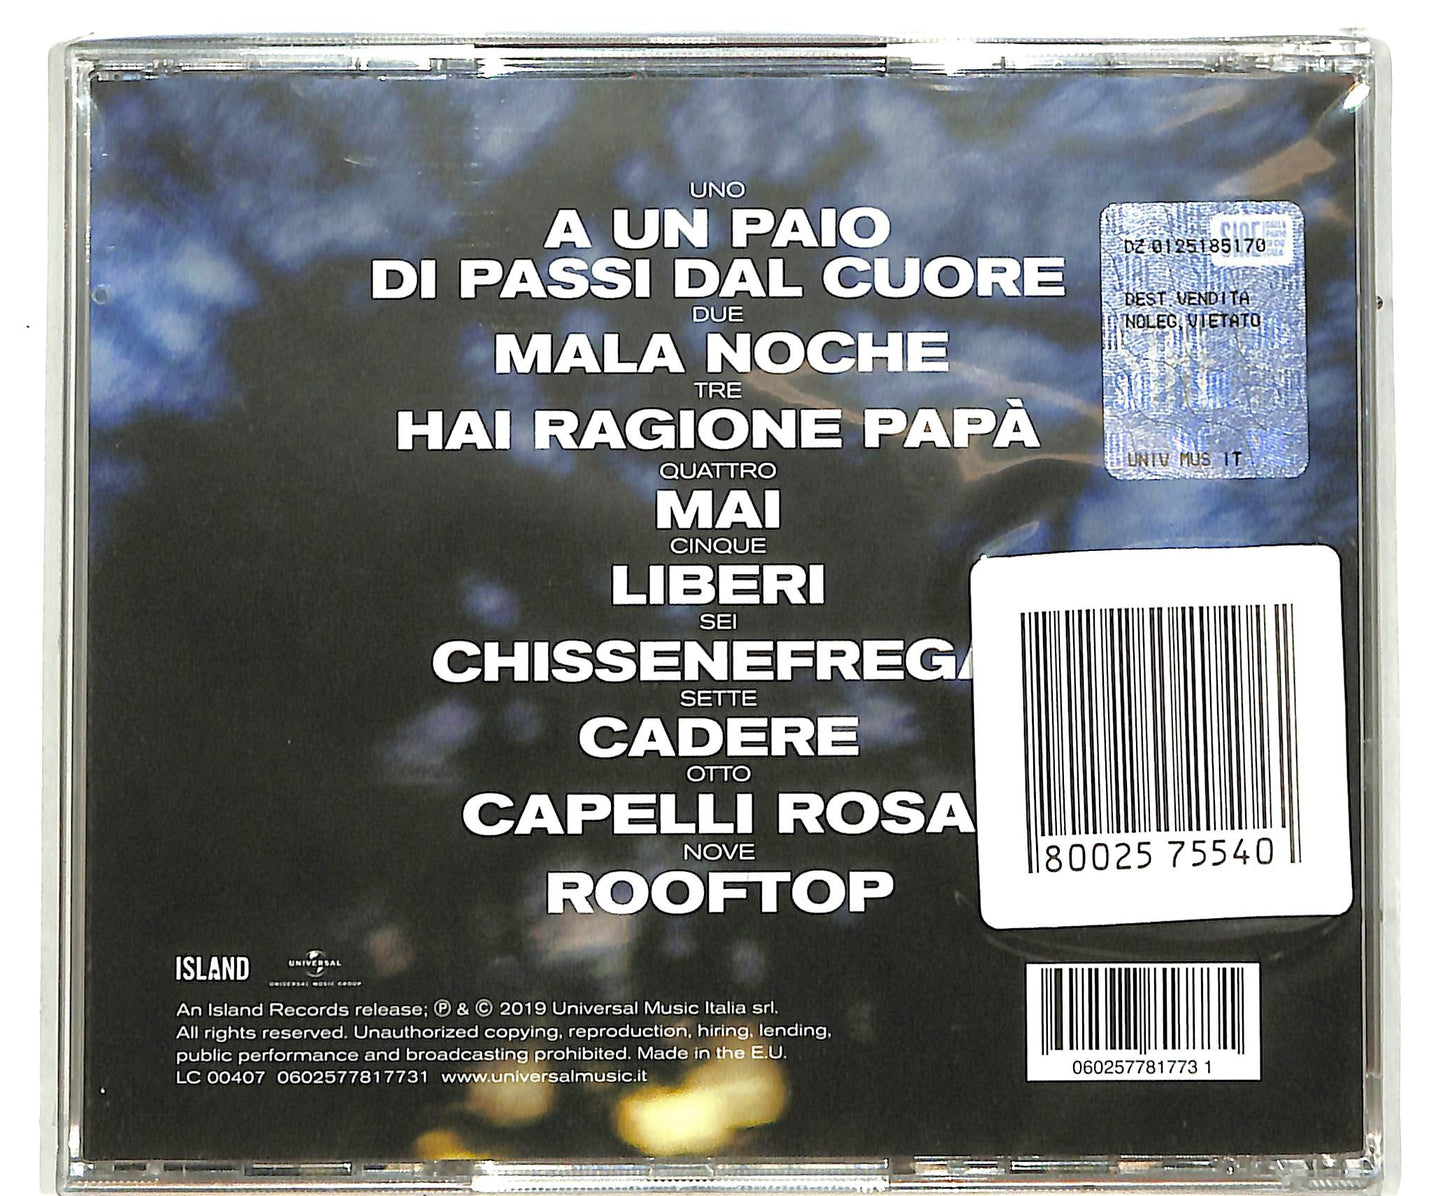 UNO
A UN PAIO
DI PASSI DAL CUORE
DUE
MALA NOCHE
TRE
HAI RAGIONE PAPÀ
QUATTRO
MAI
CINQUE
LIBERI
SEI
CHISSENEFREGA
SETTE
CADERE
OTTO
CAPELLI ROSA
NOVE
ROOFTOP
SIAE
DZ 0125185170
DEST VENDITA
NOLEG.VIETATO
UNIV MUS IT
80025 75540
ISLAND
UNIVERSAL
UNIVERSAL MUSIC GROUP
An Island Records release; ℗ & © 2019 Universal Music Italia srl.
All rights reserved. Unauthorized copying, reproduction, hiring, lending,
public performance and broadcasting prohibited. Made in the E.U.
LC 00407 0602577817731 www.universalmusic.it
060257781773 1